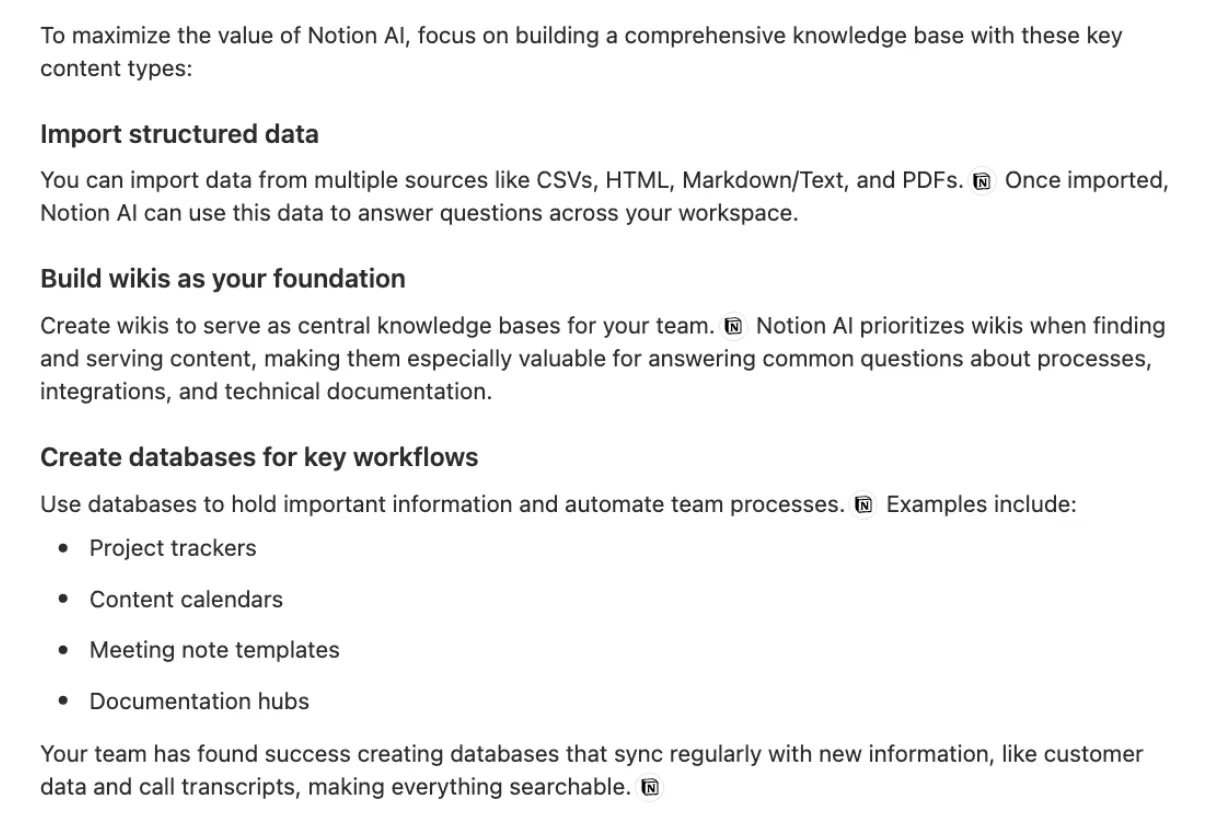 To maximize the value of Notion AI, focus on building a comprehensive knowledge base with these key
content types:
Import structured data
You can import data from multiple sources like CSVs, HTML, Markdown/Text, and PDFs. N Once imported,
Notion AI can use this data to answer questions across your workspace.
Build wikis as your foundation
Create wikis to serve as central knowledge bases for your team. N Notion AI prioritizes wikis when finding
and serving content, making them especially valuable for answering common questions about processes,
integrations, and technical documentation.
Create databases for key workflows
Use databases to hold important information and automate team processes. N Examples include:
• Project trackers
• Content calendars
• Meeting note templates
• Documentation hubs
Your team has found success creating databases that sync regularly with new information, like customer
data and call transcripts, making everything searchable. N